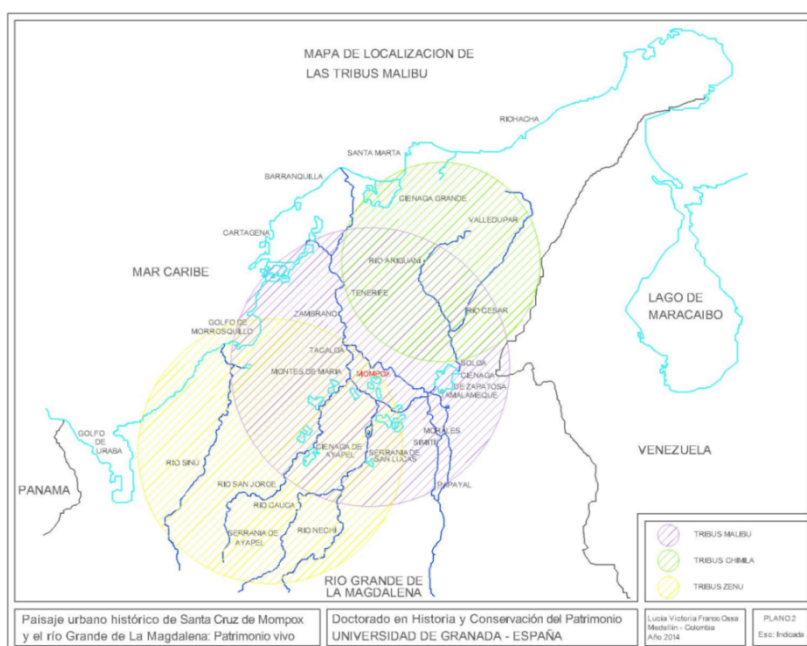 MAPA DE LOCALIZACION DE
LAS TRIBUS MALIBU
RIOHACHA
SANTA MARTA
BARRANQUILLA
CIENAGA GRANDE
VALLEDUPAR
CARTAGENA
MAR CARIBE
RIO ARIGUANI
TENERIFE
LAGO DE
MARACAIBO
ZAMBRANO
RIO CESAR
GOLFO DE
MORROSQUILLO
TACALOA
SOLOA
MONTES DE MARIA
MOMPOX
CIENAGA
DE ZAPATOSA
TAMALAMEQUE
GOLFO
DE
URABA
MORALES
SIMITI
VENEZUELA
CIENAGA DE
AYAPEL
SERRANIA DE
SAN LUCAS
RIO SINU
PANAMA
RIO SAN JORGE
PAPAYAL
RIO CAUCA
SERRANIA DE
AYAPEL
RIO NECHI
RIO GRANDE DE
LA MAGDALENA
TRIBUS MALIBU
TRIBUS CHIMILA
TRIBUS ZENU
Paisaje urbano histórico de Santa Cruz de Mompox
y el río Grande de La Magdalena: Patrimonio vivo
Doctorado en Historia y Conservación del Patrimonio
UNIVERSIDAD DE GRANADA - ESPAÑA
Lucía Victoria Franco Ossa
Medellín - Colombia
Año 2014
PLANO 2
Esc: Indicada